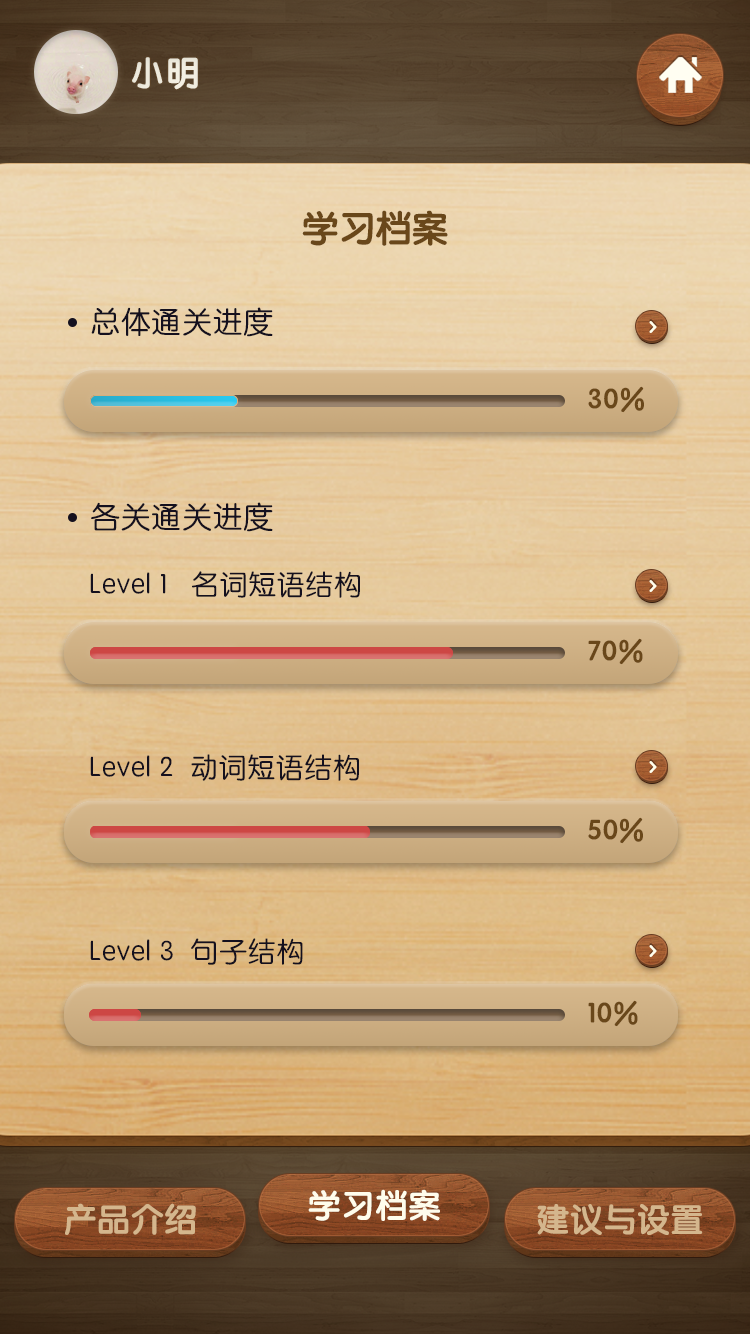 小明
学习档案
• 总体通关进度
30%
• 各关通关进度
Level 1 名词短语结构
70%
Level 2 动词短语结构
50%
Level 3 句子结构
10%
产品介绍
学习档案
建议与设置